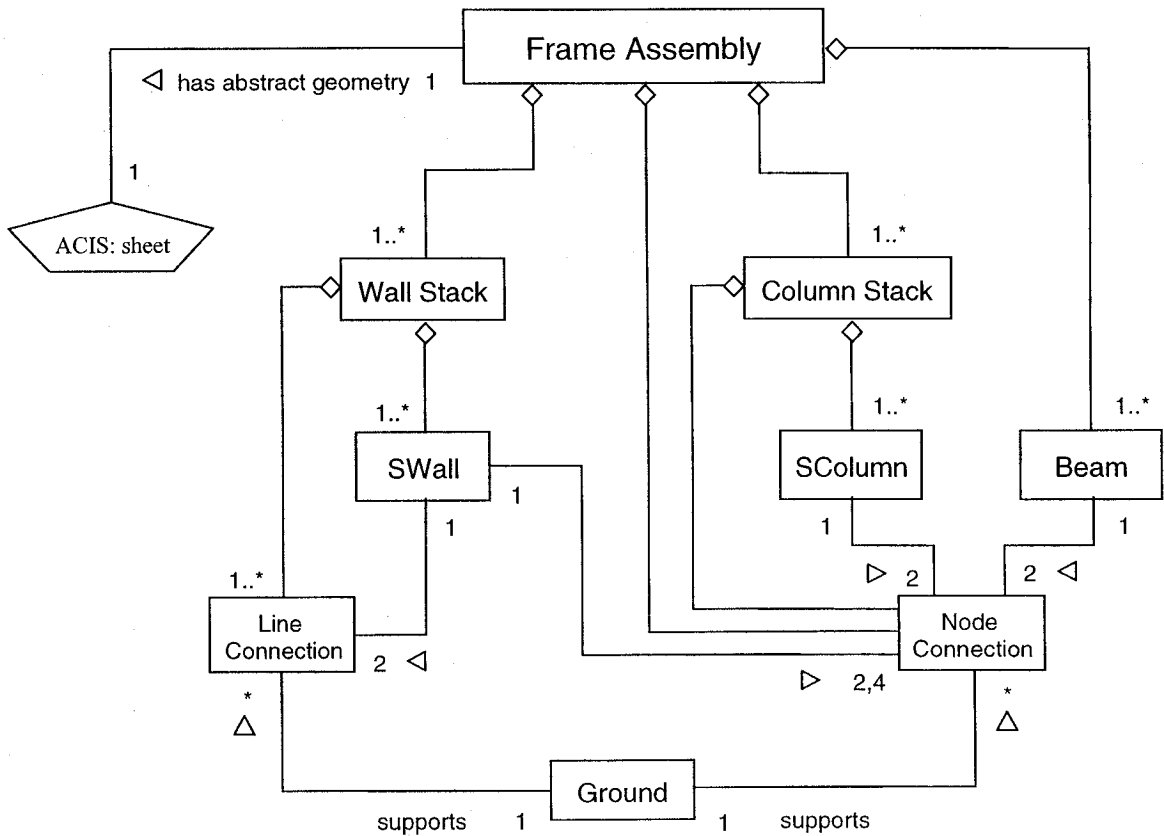 Frame Assembly
has abstract geometry 1
1
ACIS: sheet
1..*
1..*
Wall Stack
Column Stack
1..*
1..*
1..*
SWall
SColumn
Beam
1
1
1
1
1..*
2
2
Line
Connection
Node
Connection
2
2,4
*
*
Ground
supports
1
1
supports